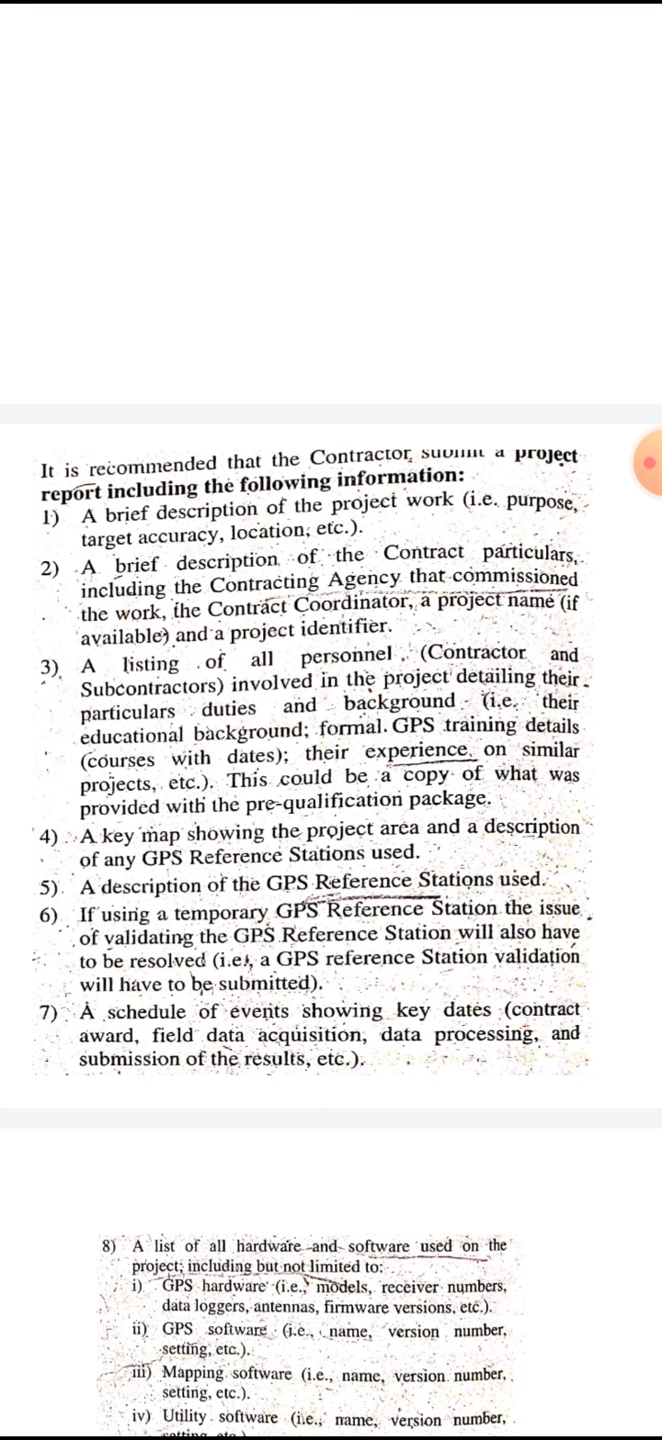 It is recommended that the Contractor submit a project
report including the following information:
1) A brief description of the project work (i.e. purpose,
target accuracy, location, etc.).
2) A brief description of the Contract particulars,
including the Contracting Agency that commissioned
the work, the Contract Coordinator, a project name (if
available) and a project identifier.
3) A listing of all personnel (Contractor and
Subcontractors) involved in the project detailing their
particulars duties and background (i.e. their
educational background; formal GPS training details
(courses with dates); their experience on similar
projects, etc.). This could be a copy of what was
provided with the pre-qualification package.
4) A key map showing the project area and a description
of any GPS Reference Stations used.
5) A description of the GPS Reference Stations used.
6) If using a temporary GPS Reference Station the issue
of validating the GPS Reference Station will also have
to be resolved (i.e., a GPS reference Station validation
will have to be submitted).
7) A schedule of events showing key dates (contract
award, field data acquisition, data processing, and
submission of the results, etc.).
8) A list of all hardware and software used on the
project; including but not limited to:
i) GPS hardware (i.e., models, receiver numbers,
data loggers, antennas, firmware versions, etc.).
ii) GPS software (i.e., name, version number,
setting, etc.).
iii) Mapping software (i.e., name, version number,
setting, etc.).
iv) Utility software (i.e., name, version number,